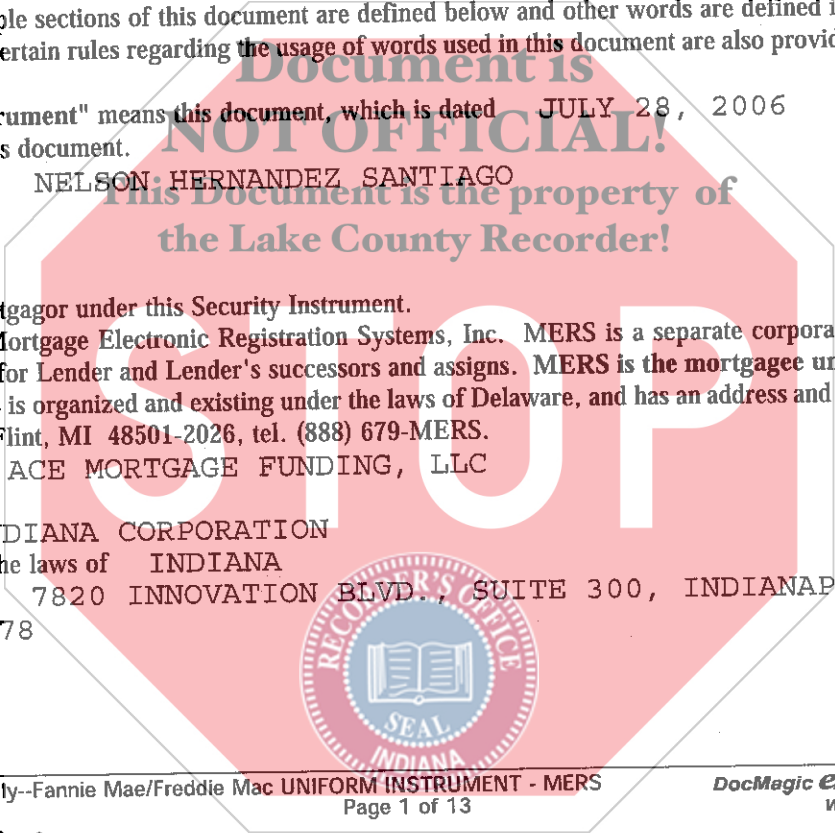 ple sections of this document are defined below and other words are defined i
ertain rules regarding the usage of words used in this document are also provid
Document is
rument" means this document, which is dated JULY 28, 2006
NOT OFFICIAL!
s document.
NELSON HERNANDEZ SANTIAGO
This Document is the property of
the Lake County Recorder!
tgagor under this Security Instrument.
Mortgage Electronic Registration Systems, Inc. MERS is a separate corpora
for Lender and Lender's successors and assigns. MERS is the mortgagee un
is organized and existing under the laws of Delaware, and has an address and
Flint, MI 48501-2026, tel. (888) 679-MERS.
STOP
ACE MORTGAGE FUNDING, LLC
DIANA CORPORATION
he laws of INDIANA
7820 INNOVATION BLVD., SUITE 300, INDIANAP
78
RECORDER'S OFFICE
SEAL
INDIANA
ly--Fannie Mae/Freddie Mac UNIFORM INSTRUMENT - MERS
DocMagic
Page 1 of 13